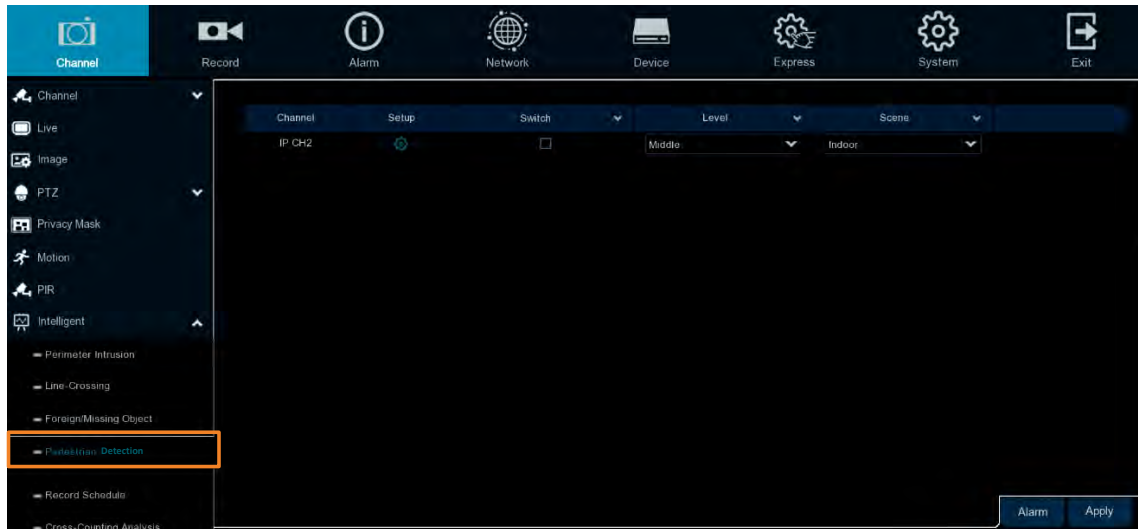 Channel Record Alarm Network Device Express System Exit
Channel
Live
Image
PTZ
Privacy Mask
Motion
PIR
Intelligent
Perimeter Intrusion
Line-Crossing
Foreign/Missing Object
Pedestrian Detection
Record Schedule
Cross-Counting Analysis
Channel Setup Switch Level Scene
IP CH2 Middle Indoor
Alarm Apply